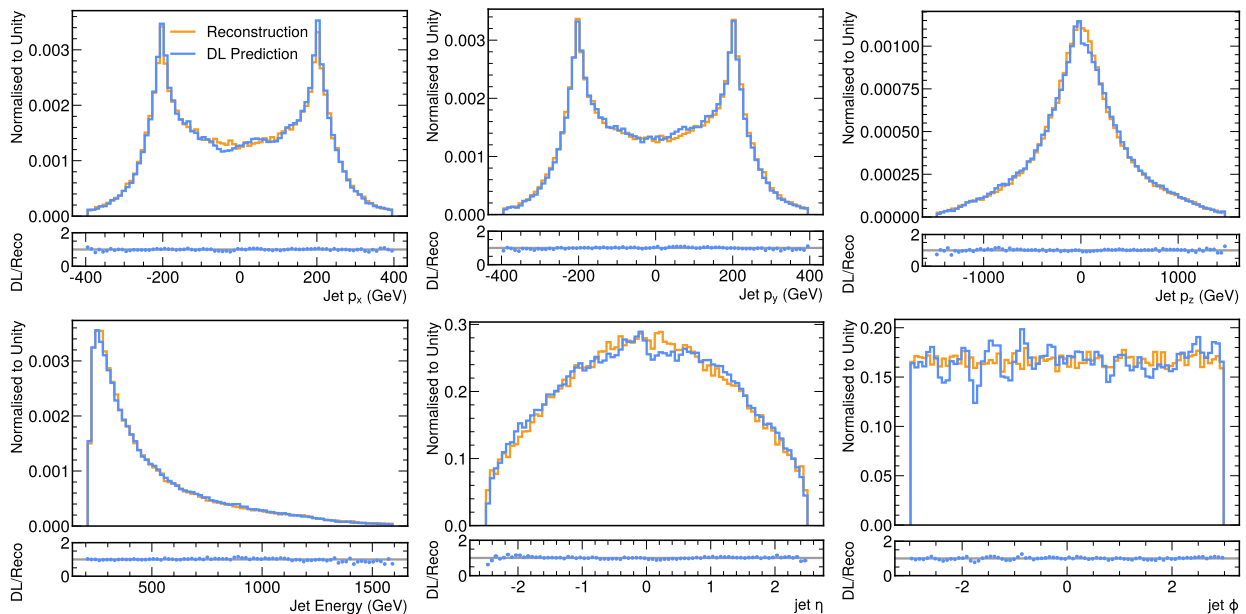 Normalised to Unity
0.003
0.002
0.001
0.000
Reconstruction
DL Prediction
DL/Reco
2
0
-400 -200 0 200 400
Jet px (GeV)
Normalised to Unity
0.003
0.002
0.001
0.000
DL/Reco
2
0
-400 -200 0 200 400
Jet py (GeV)
Normalised to Unity
0.00100
0.00075
0.00050
0.00025
0.00000
DL/Reco
2
0
-1000 0 1000
Jet pz (GeV)
Normalised to Unity
0.003
0.002
0.001
0.000
DL/Reco
2
0
500 1000 1500
Jet Energy (GeV)
Normalised to Unity
0.3
0.2
0.1
0.0
DL/Reco
2
0
-2 -1 0 1 2
jet η
Normalised to Unity
0.20
0.15
0.10
0.05
0.00
DL/Reco
2
0
-2 0 2
jet ϕ